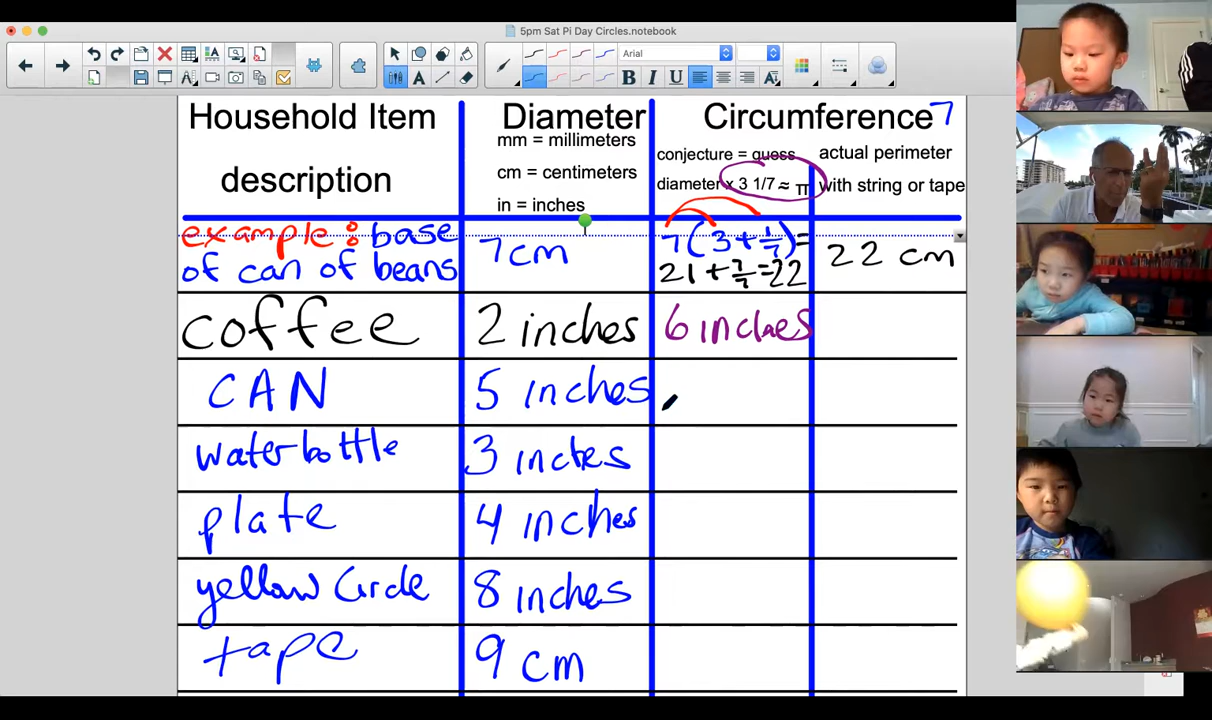 5pm Sat Pi Day Circles.notebook
Arial
B I U
Household Item
description
Diameter
mm = millimeters
cm = centimeters
in = inches
Circumference 7
conjecture = guess
diameter x 3 1/7 ≈ π
actual perimeter
with string or tape
example: base
of can of beans
7cm
7(3+1/7)=
21+7/7=22
22 cm
coffee
2 inches
6 inches
CAN
5 inches
waterbottle
3 inches
plate
4 inches
yellow Circle
8 inches
tape
9 cm